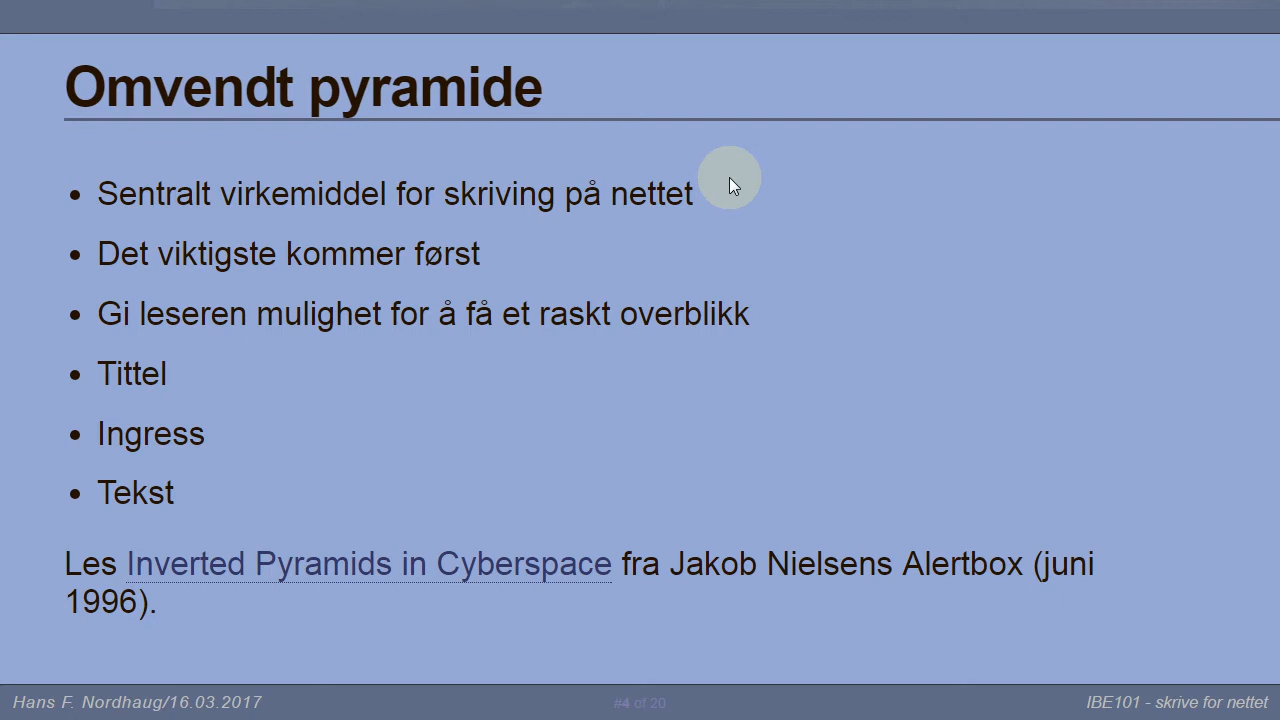 Omvendt pyramide
Sentralt virkemiddel for skriving på nettet
Det viktigste kommer først
Gi leseren mulighet for å få et raskt overblikk
Tittel
Ingress
Tekst
Les Inverted Pyramids in Cyberspace fra Jakob Nielsens Alertbox (juni
1996).
Hans F. Nordhaug/16.03.2017
#4 of 20
IBE101 - skrive for nettet